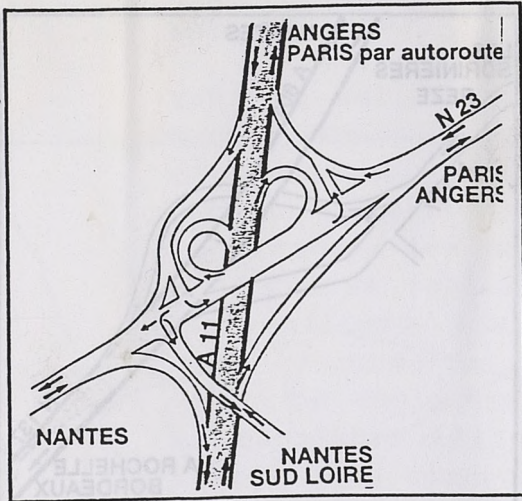 ANGERS
PARIS par autoroute
N 23
PARIS
ANGERS
A 11
NANTES
NANTES
SUD LOIRE